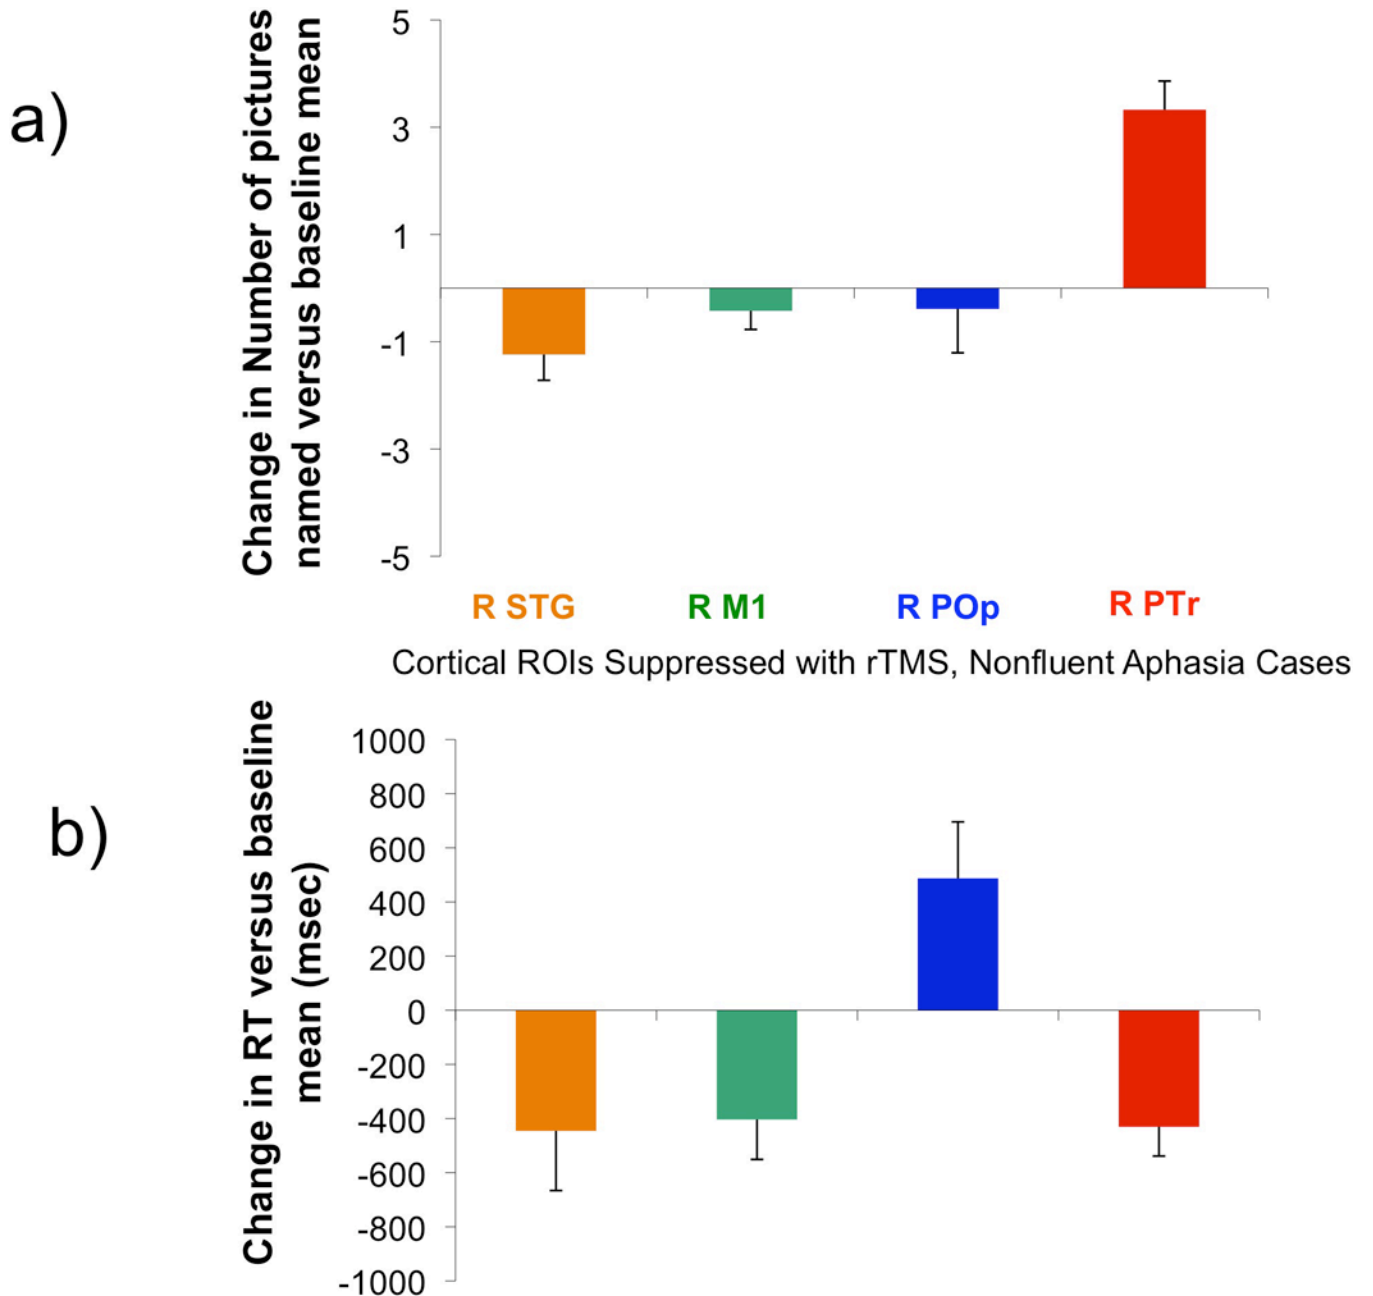 a)
Change in Number of pictures
named versus baseline mean
5
3
1
-1
-3
-5
R STG
R M1
R POp
R PTr
Cortical ROIs Suppressed with rTMS, Nonfluent Aphasia Cases
b)
Change in RT versus baseline
mean (msec)
1000
800
600
400
200
0
-200
-400
-600
-800
-1000